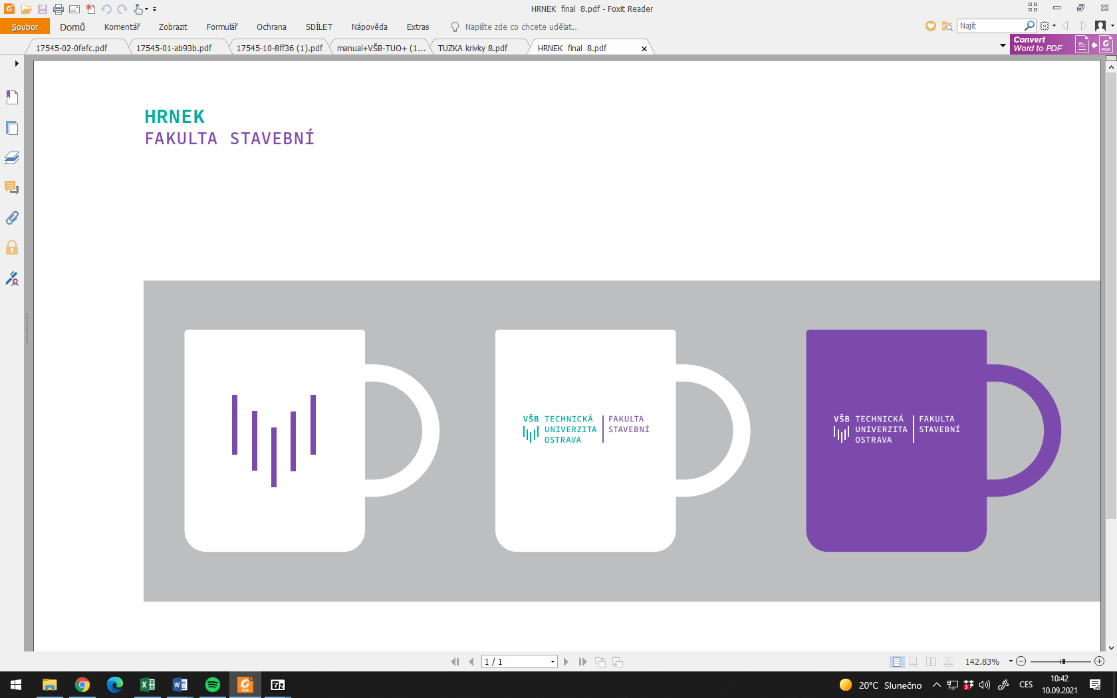 HRNEK final 8.pdf - Foxit Reader
Soubor Domů Komentář Zobrazit Formulář Ochrana SDÍLET Nápověda Extras Napište zde co chcete udělat.. Najít
17545-02-0fefc.pdf 17545-01-ab93b.pdf 17545-10-8ff36 (1).pdf manual+VŠB-TUO+ (1... TUZKA krivky 8.pdf HRNEK final 8.pdf
Convert
Word to PDF
HRNEK
FAKULTA STAVEBNÍ
VŠB TECHNICKÁ
UNIVERZITA
OSTRAVA
FAKULTA
STAVEBNÍ
VŠB TECHNICKÁ
UNIVERZITA
OSTRAVA
FAKULTA
STAVEBNÍ
1 / 1
142.83%
20°C Slunečno CES
10:42
10.09.2021